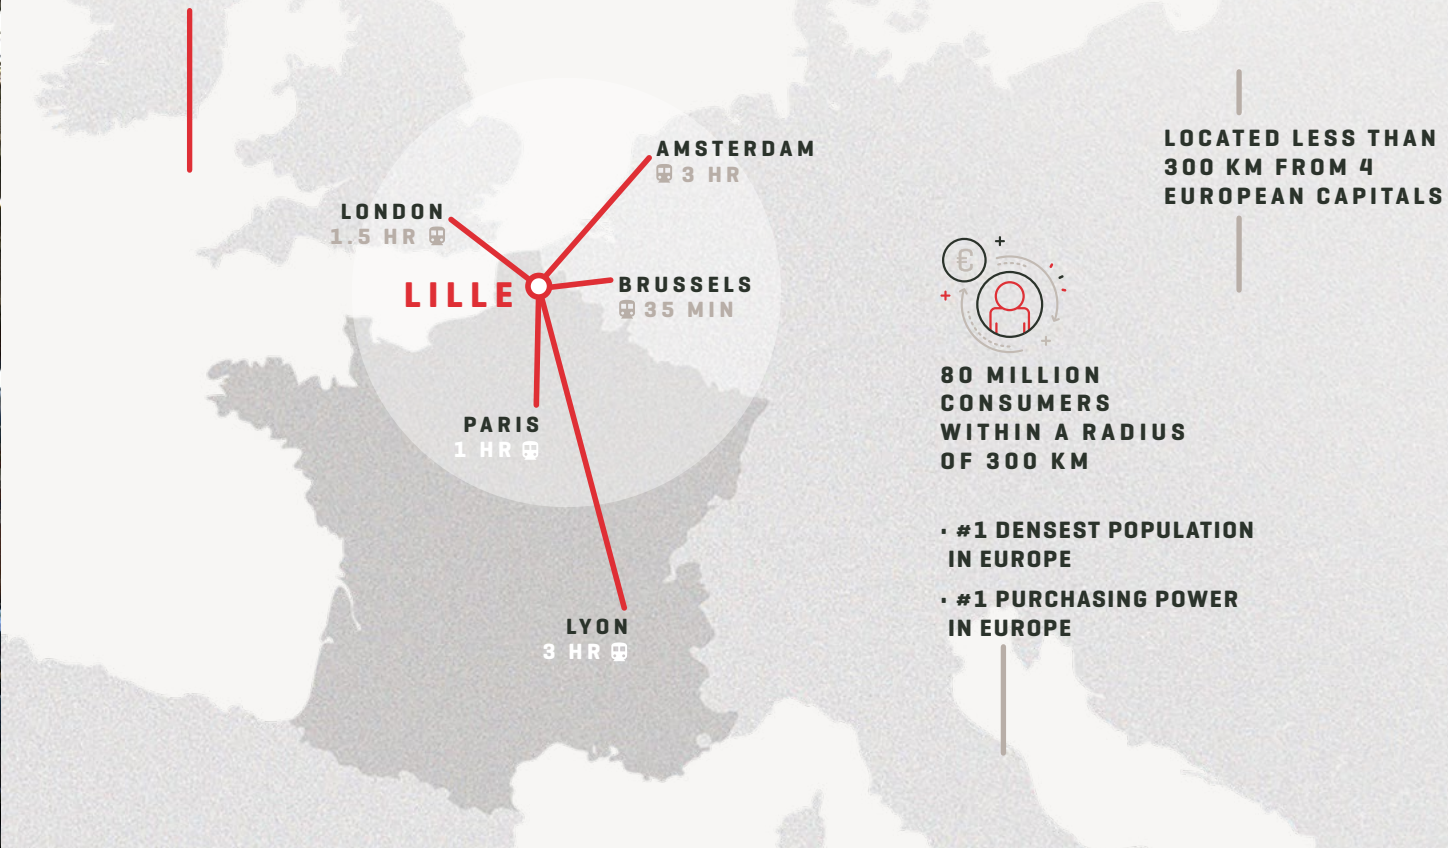 AMSTERDAM
3 HR
LONDON
1.5 HR
LILLE
BRUSSELS
35 MIN
PARIS
1 HR
LYON
3 HR
LOCATED LESS THAN
300 KM FROM 4
EUROPEAN CAPITALS
€
80 MILLION
CONSUMERS
WITHIN A RADIUS
OF 300 KM
· #1 DENSEST POPULATION
IN EUROPE
· #1 PURCHASING POWER
IN EUROPE